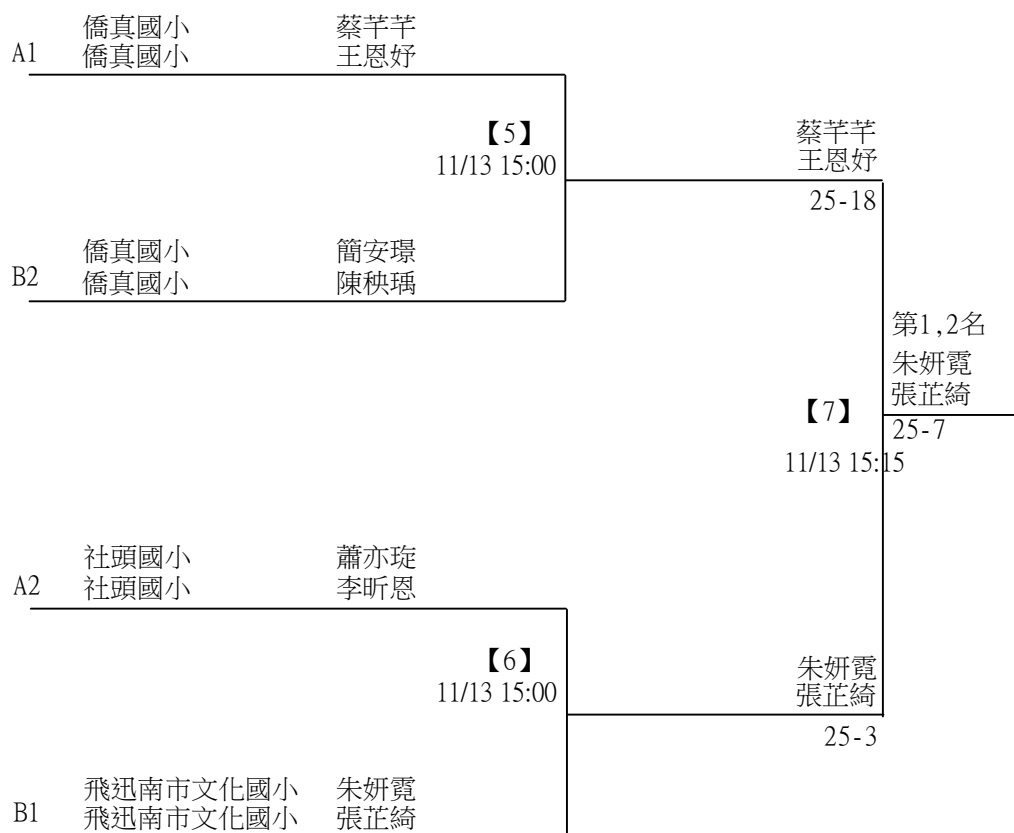 A1 僑真國小 蔡芊芊
僑真國小 王恩妤
【5】
11/13 15:00
蔡芊芊
王恩妤
25-18
B2 僑真國小 簡安璟
僑真國小 陳秧瑀
第1,2名
朱妍霓
張芷綺
25-7
【7】
11/13 15:15
A2 社頭國小 蕭亦琁
社頭國小 李昕恩
【6】
11/13 15:00
朱妍霓
張芷綺
25-3
B1 飛迅南市文化國小 朱妍霓
飛迅南市文化國小 張芷綺